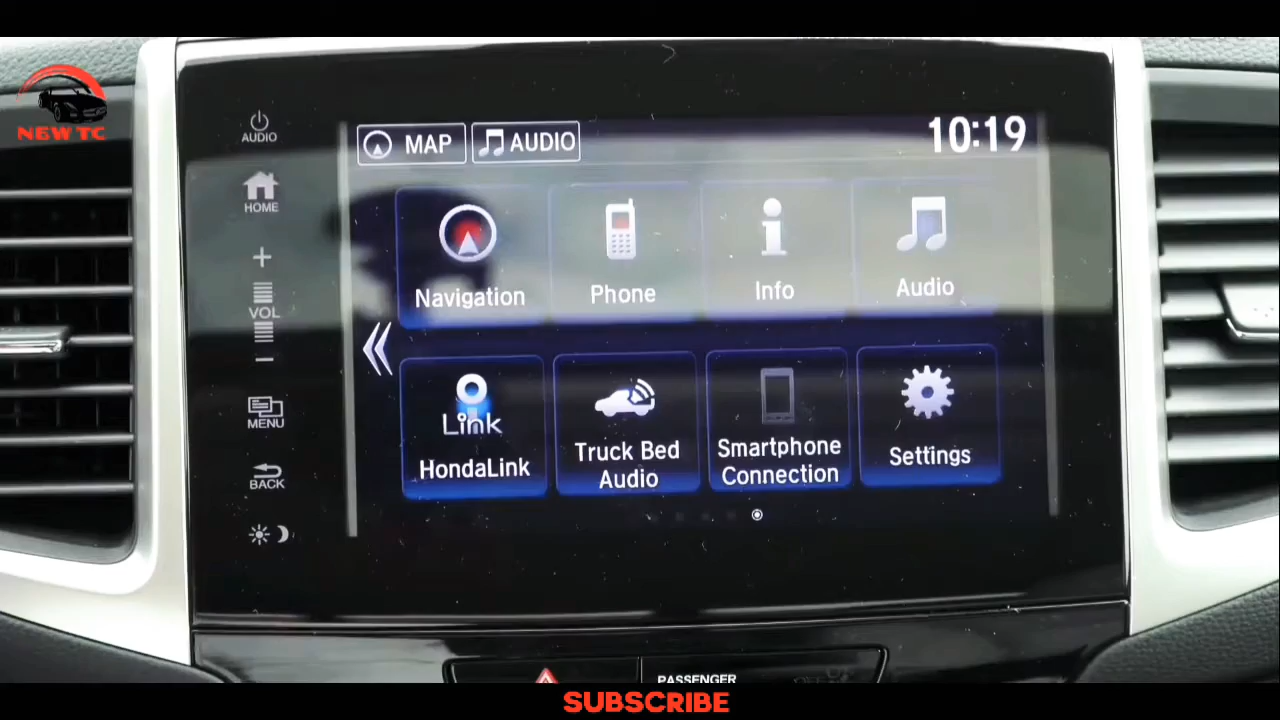 NEW TC
AUDIO
HOME
VOL
MENU
BACK
MAP
AUDIO
10:19
Navigation
Phone
Info
Audio
Link
HondaLink
Truck Bed
Audio
Smartphone
Connection
Settings
PASSENGER
SUBSCRIBE